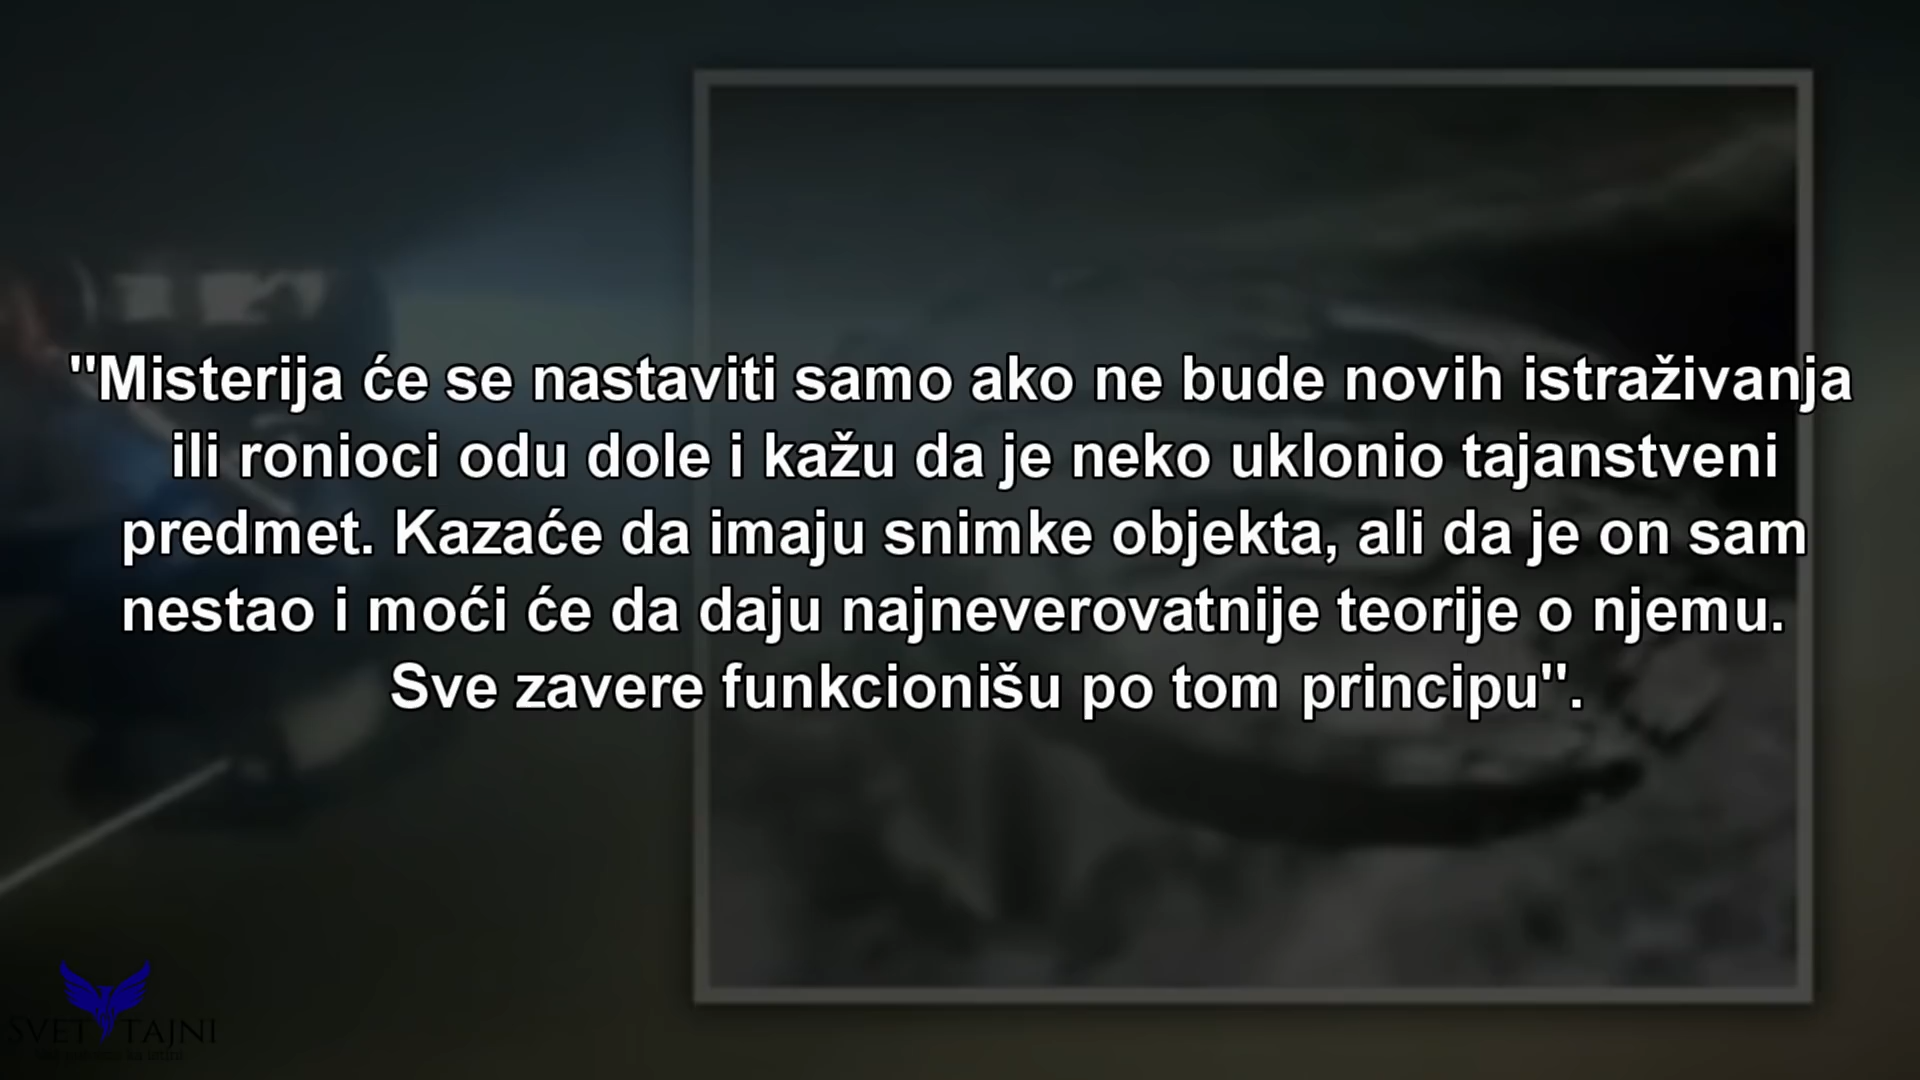 "Misterija će se nastaviti samo ako ne bude novih istraživanja
ili ronioci odu dole i kažu da je neko uklonio tajanstveni
predmet. Kazaće da imaju snimke objekta, ali da je on sam
nestao i moći će da daju najneverovatnije teorije o njemu.
Sve zavere funkcionišu po tom principu".
SVET TAJNI